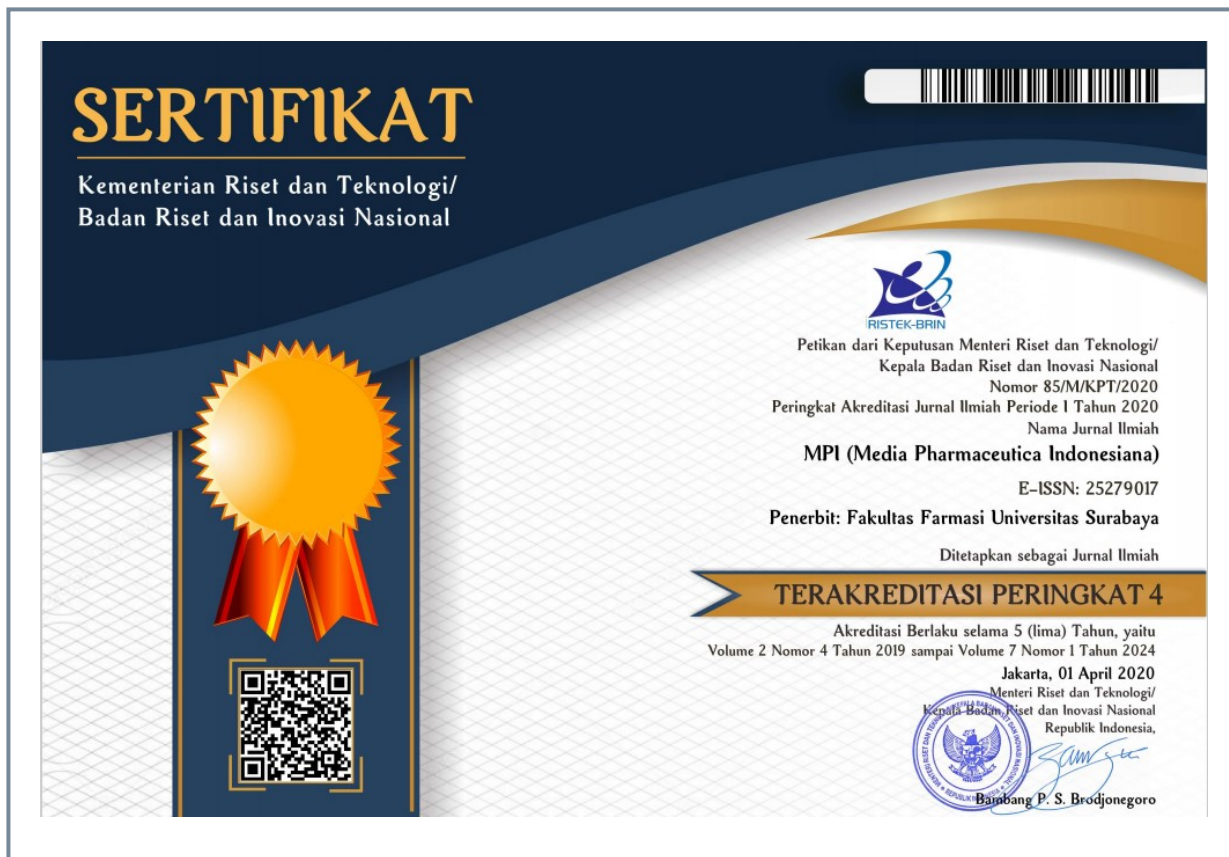 SERTIFIKAT
Kementerian Riset dan Teknologi/
Badan Riset dan Inovasi Nasional
RISTEK-BRIN
Petikan dari Keputusan Menteri Riset dan Teknologi/
Kepala Badan Riset dan Inovasi Nasional
Nomor 85/M/KPT/2020
Peringkat Akreditasi Jurnal Ilmiah Periode I Tahun 2020
Nama Jurnal Ilmiah
MPI (Media Pharmaceutica Indonesiana)
E-ISSN: 25279017
Penerbit: Fakultas Farmasi Universitas Surabaya
Ditetapkan sebagai Jurnal Ilmiah
TERAKREDITASI PERINGKAT 4
Akreditasi Berlaku selama 5 (lima) Tahun, yaitu
Volume 2 Nomor 4 Tahun 2019 sampai Volume 7 Nomor 1 Tahun 2024
Jakarta, 01 April 2020
Menteri Riset dan Teknologi/
Kepala Badan Riset dan Inovasi Nasional
Republik Indonesia,
Bambang P. S. Brodjonegoro